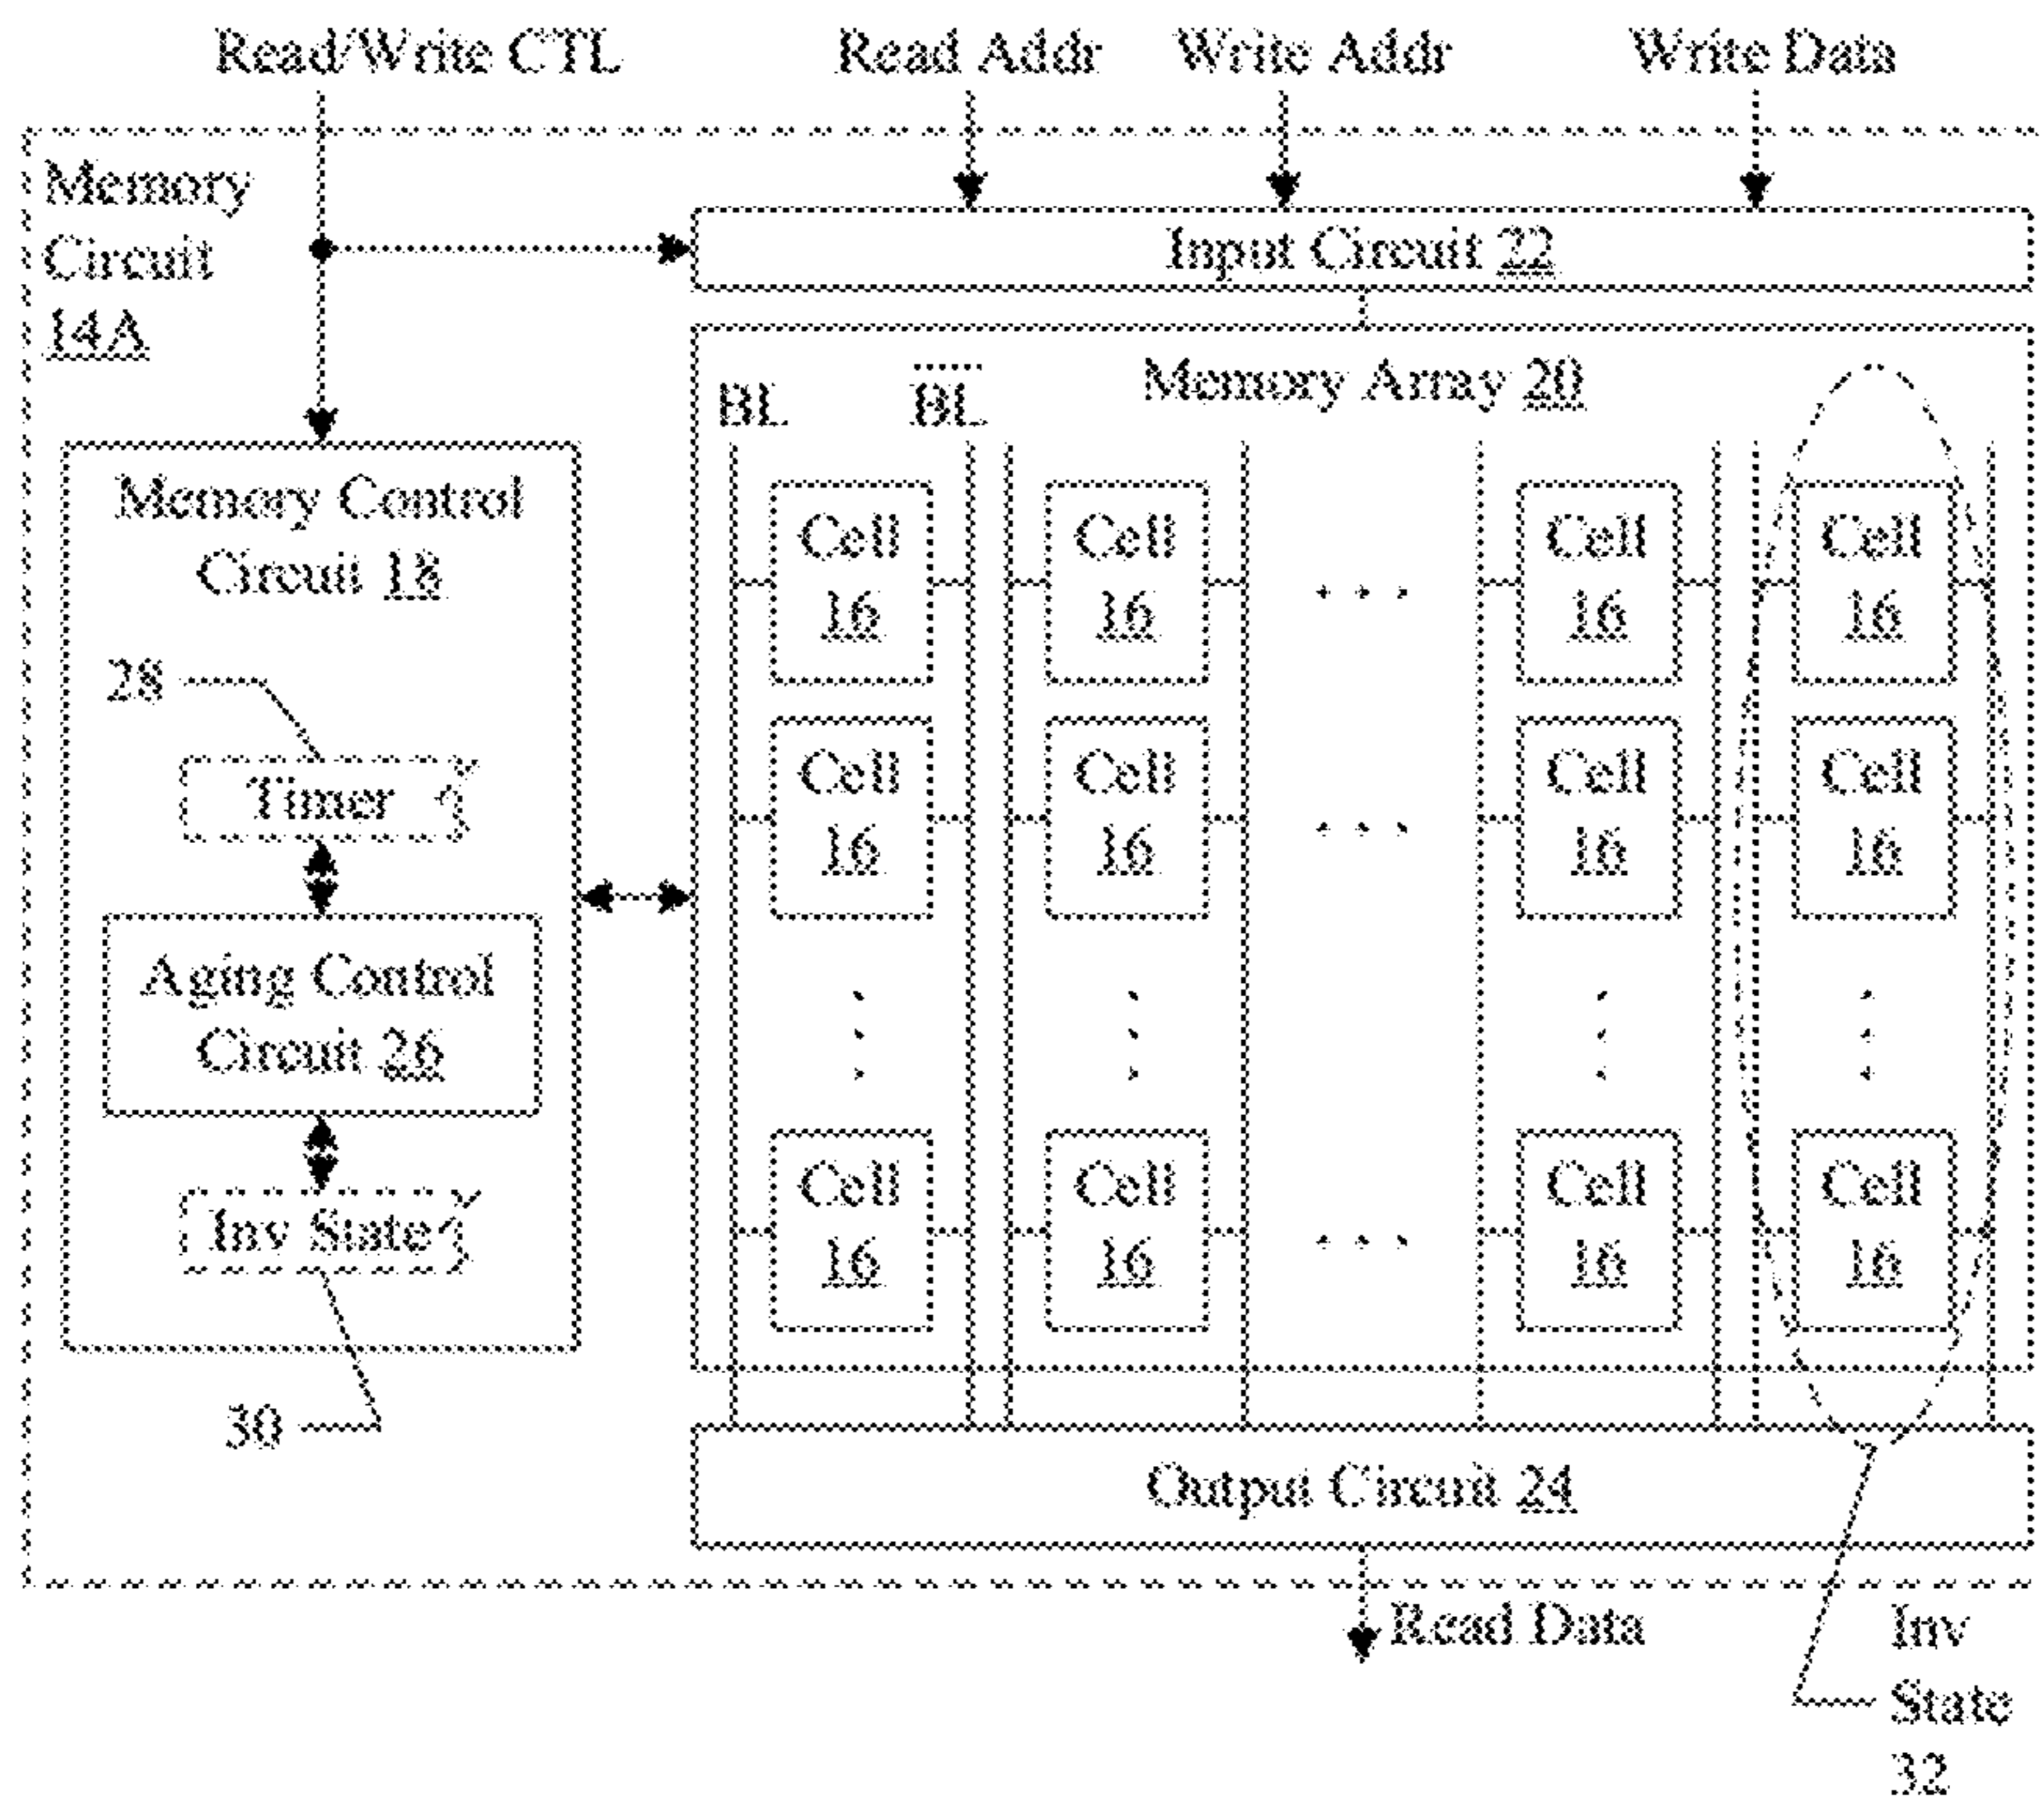 Read/Write CTL
Read Addr
Write Addr
Write Data
Memory
Circuit
14A
Input Circuit 22
Memory Array 20
BL
B̅L̅
Memory Control
Circuit 18
28
Timer
Aging Control
Circuit 26
Inv State
30
Cell
16
Cell
16
Cell
16
Cell
16
Cell
16
Cell
16
Cell
16
Cell
16
Cell
16
Cell
16
Cell
16
Cell
16
Output Circuit 24
Read Data
Inv
State
32